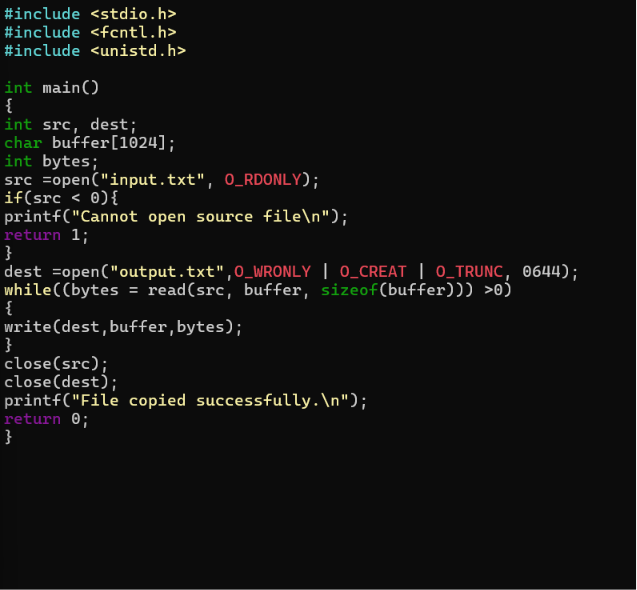 #include <stdio.h>
#include <fcntl.h>
#include <unistd.h>

int main()
{
int src, dest;
char buffer[1024];
int bytes;
src =open("input.txt", O_RDONLY);
if(src < 0){
printf("Cannot open source file\n");
return 1;
}
dest =open("output.txt",O_WRONLY | O_CREAT | O_TRUNC, 0644);
while((bytes = read(src, buffer, sizeof(buffer))) >0)
{
write(dest,buffer,bytes);
}
close(src);
close(dest);
printf("File copied successfully.\n");
return 0;
}